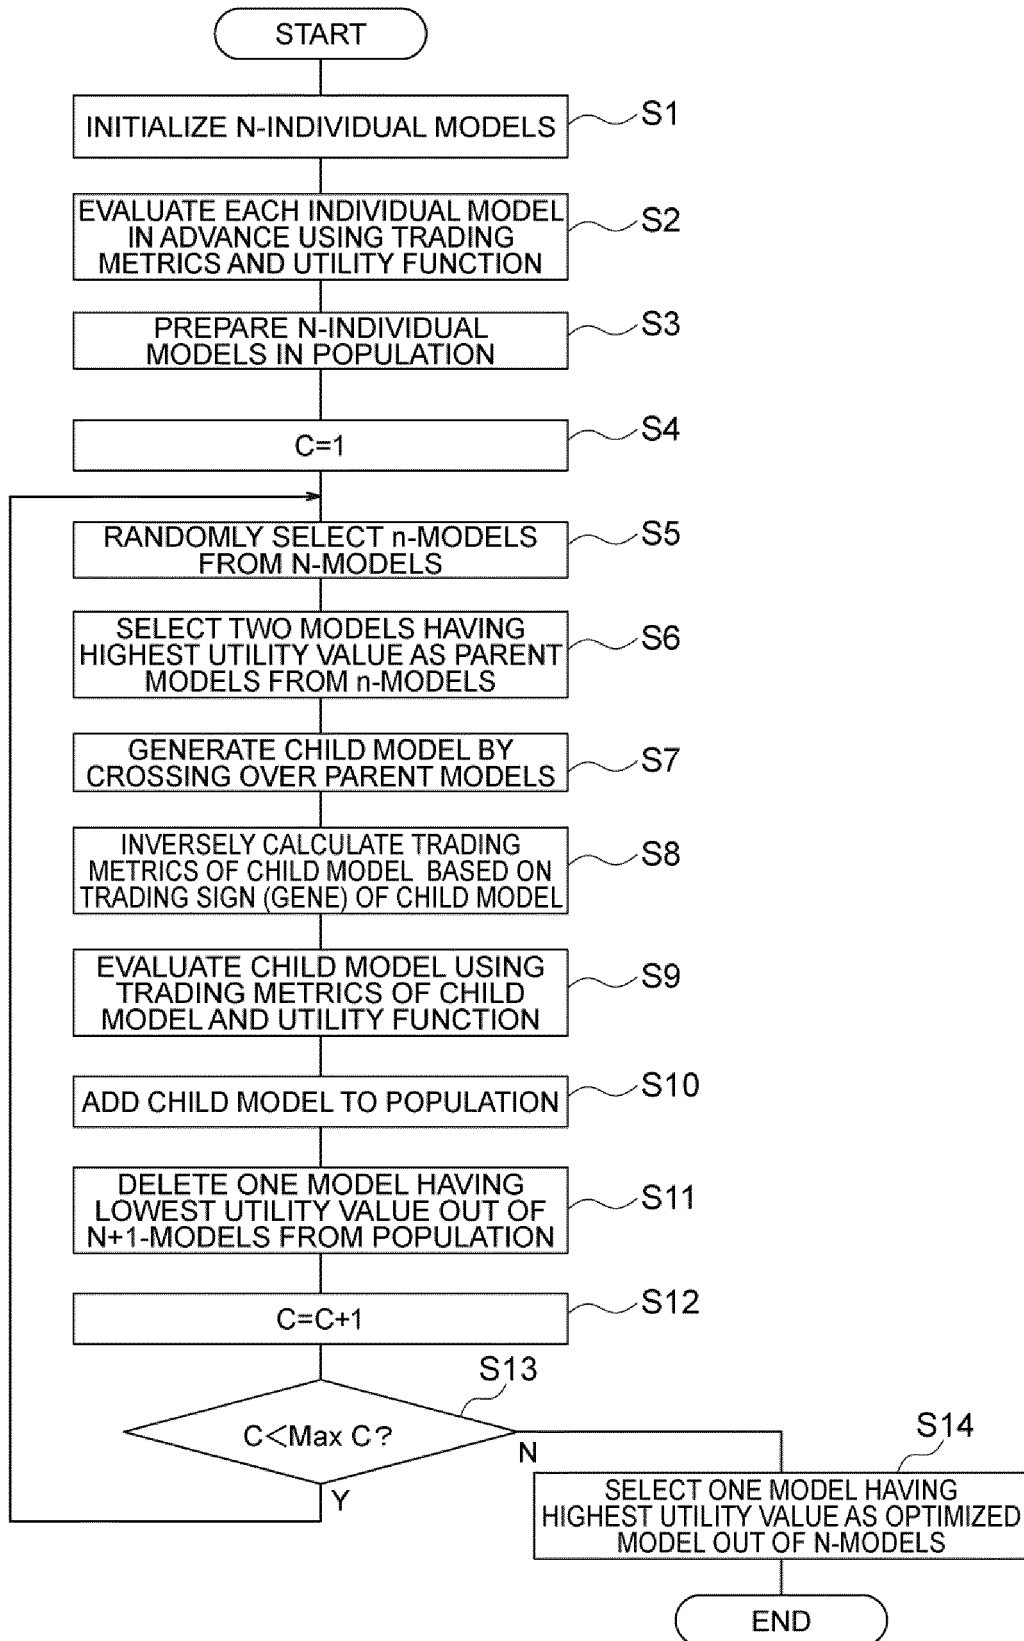 START
INITIALIZE N-INDIVIDUAL MODELS
S1
EVALUATE EACH INDIVIDUAL MODEL
IN ADVANCE USING TRADING
METRICS AND UTILITY FUNCTION
S2
PREPARE N-INDIVIDUAL
MODELS IN POPULATION
S3
C=1
S4
RANDOMLY SELECT n-MODELS
FROM N-MODELS
S5
SELECT TWO MODELS HAVING
HIGHEST UTILITY VALUE AS PARENT
MODELS FROM n-MODELS
S6
GENERATE CHILD MODEL BY
CROSSING OVER PARENT MODELS
S7
INVERSELY CALCULATE TRADING
METRICS OF CHILD MODEL BASED ON
TRADING SIGN (GENE) OF CHILD MODEL
S8
EVALUATE CHILD MODEL USING
TRADING METRICS OF CHILD
MODEL AND UTILITY FUNCTION
S9
ADD CHILD MODEL TO POPULATION
S10
DELETE ONE MODEL HAVING
LOWEST UTILITY VALUE OUT OF
N+1-MODELS FROM POPULATION
S11
C=C+1
S12
C<Max C?
S13
N
Y
S14
SELECT ONE MODEL HAVING
HIGHEST UTILITY VALUE AS OPTIMIZED
MODEL OUT OF N-MODELS
END